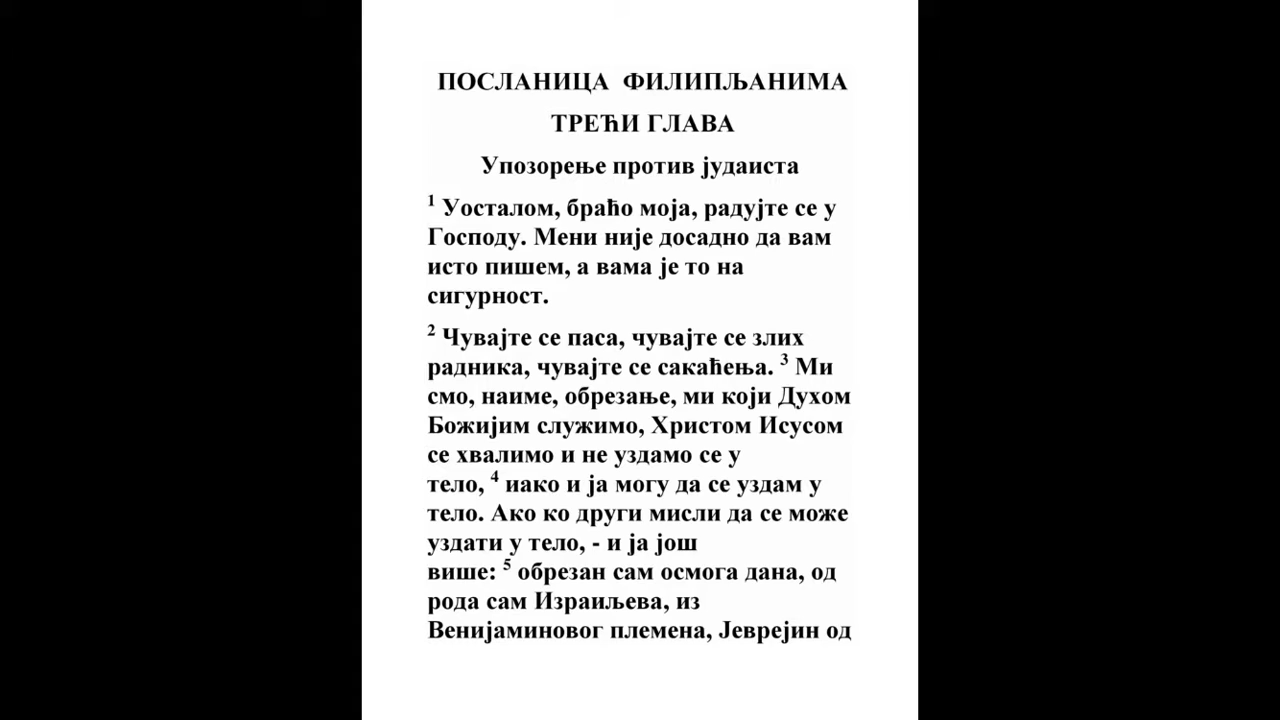 ПОСЛАНИЦА ФИЛИПЉАНИМА
ТРЕЋИ ГЛАВА
Упозорење против јудаиста
1 Уосталом, браћо моја, радујте се у
Господу. Мени није досадно да вам
исто пишем, а вама је то на
сигурност.
2 Чувајте се паса, чувајте се злих
радника, чувајте се сакаћења. 3 Ми
смо, наиме, обрезање, ми који Духом
Божијим служимо, Христом Исусом
се хвалимо и не уздамо се у
тело, 4 иако и ја могу да се уздам у
тело. Ако ко други мисли да се може
уздати у тело, - и ја још
више: 5 обрезан сам осмога дана, од
рода сам Израиљева, из
Венијаминовог племена, Јеврејин од